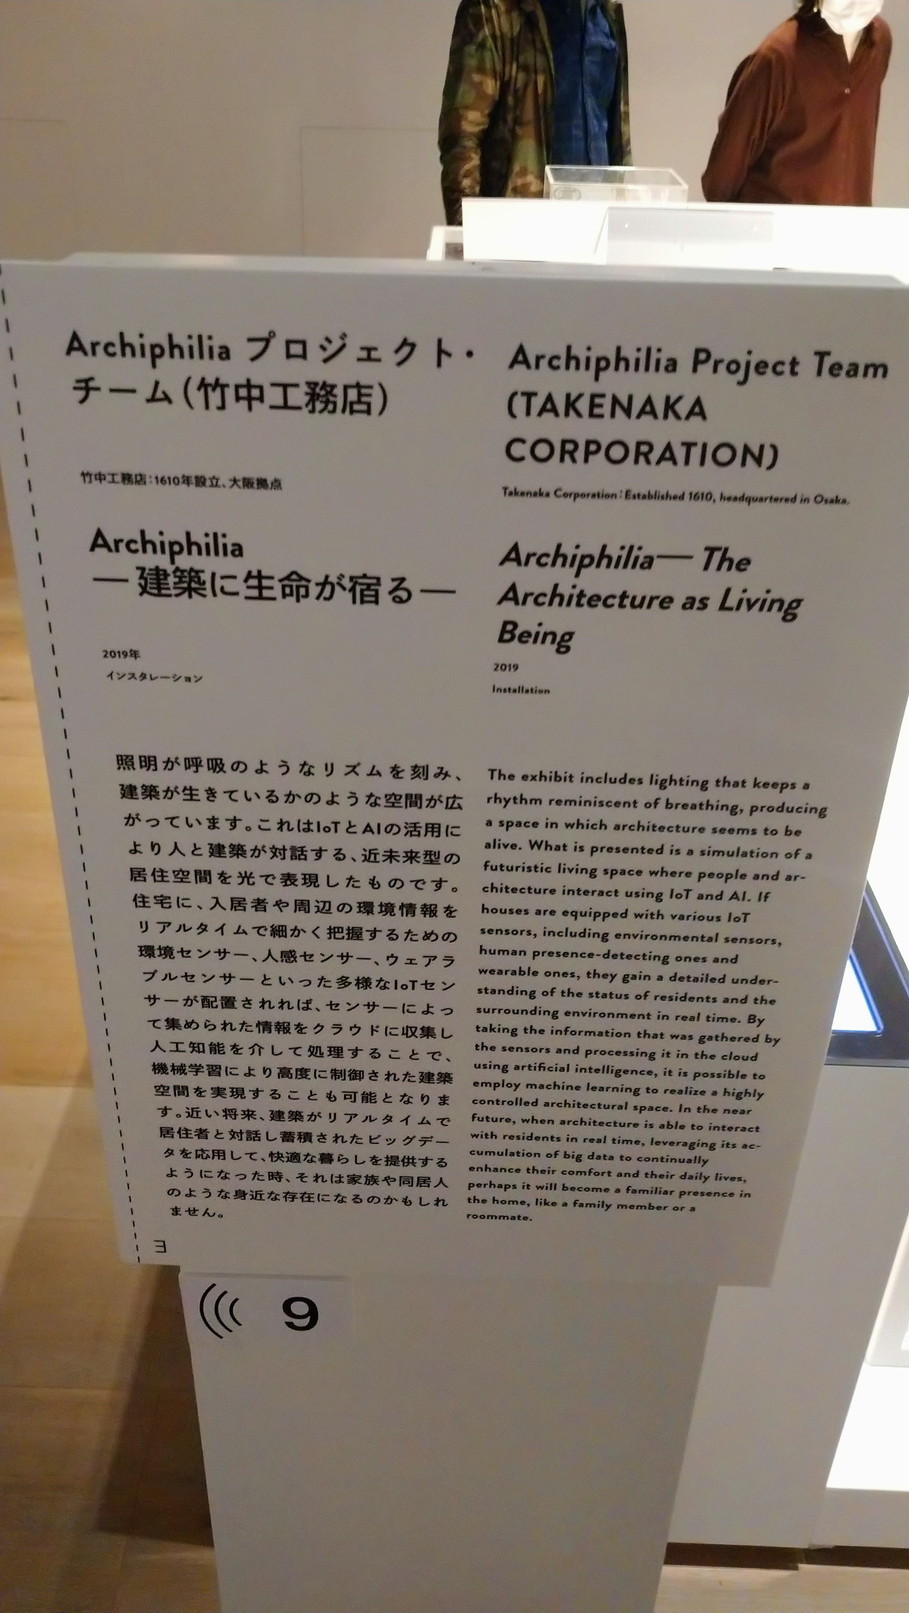 Archiphilia プロジェクト・
チーム（竹中工務店）
竹中工務店：1610年設立、大阪拠点
Archiphilia
― 建築に生命が宿る ―
2019年
インスタレーション
照明が呼吸のようなリズムを刻み、
建築が生きているかのような空間が広
がっています。これはIoTとAIの活用に
より人と建築が対話する、近未来型の
居住空間を光で表現したものです。
住宅に、入居者や周辺の環境情報を
リアルタイムで細かく把握するための
環境センサー、人感センサー、ウェアラ
ブルセンサーといった多様なIoTセン
サーが配置されれば、センサーによっ
て集められた情報をクラウドに収集し
人工知能を介して処理することで、
機械学習により高度に制御された建築
空間を実現することも可能となりま
す。近い将来、建築がリアルタイムで
居住者と対話し蓄積されたビッグデー
タを応用して、快適な暮らしを提供する
ようになった時、それは家族や同居人
のような身近な存在になるのかもしれ
ません。
Archiphilia Project Team
(TAKENAKA
CORPORATION)
Takenaka Corporation：Established 1610, headquartered in Osaka.
Archiphilia― The
Architecture as Living
Being
2019
Installation
The exhibit includes lighting that keeps a
rhythm reminiscent of breathing, producing
a space in which architecture seems to be
alive. What is presented is a simulation of a
futuristic living space where people and ar-
chitecture interact using IoT and AI. If
houses are equipped with various IoT
sensors, including environmental sensors,
human presence-detecting ones and
wearable ones, they gain a detailed under-
standing of the status of residents and the
surrounding environment in real time. By
taking the information that was gathered by
the sensors and processing it in the cloud
using artificial intelligence, it is possible to
employ machine learning to realize a highly
controlled architectural space. In the near
future, when architecture is able to interact
with residents in real time, leveraging its ac-
cumulation of big data to continually
enhance their comfort and their daily lives,
perhaps it will become a familiar presence in
the home, like a family member or a
roommate.
9